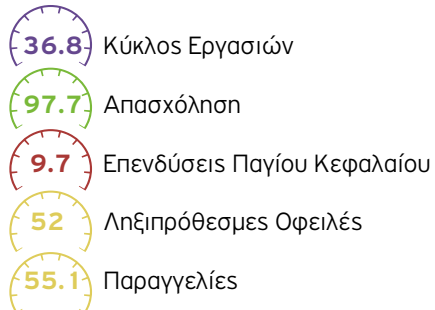 36.8 Κύκλος Εργασιών
97.7 Απασχόληση
9.7 Επενδύσεις Παγίου Κεφαλαίου
52 Ληξιπρόθεσμες Οφειλές
55.1 Παραγγελίες